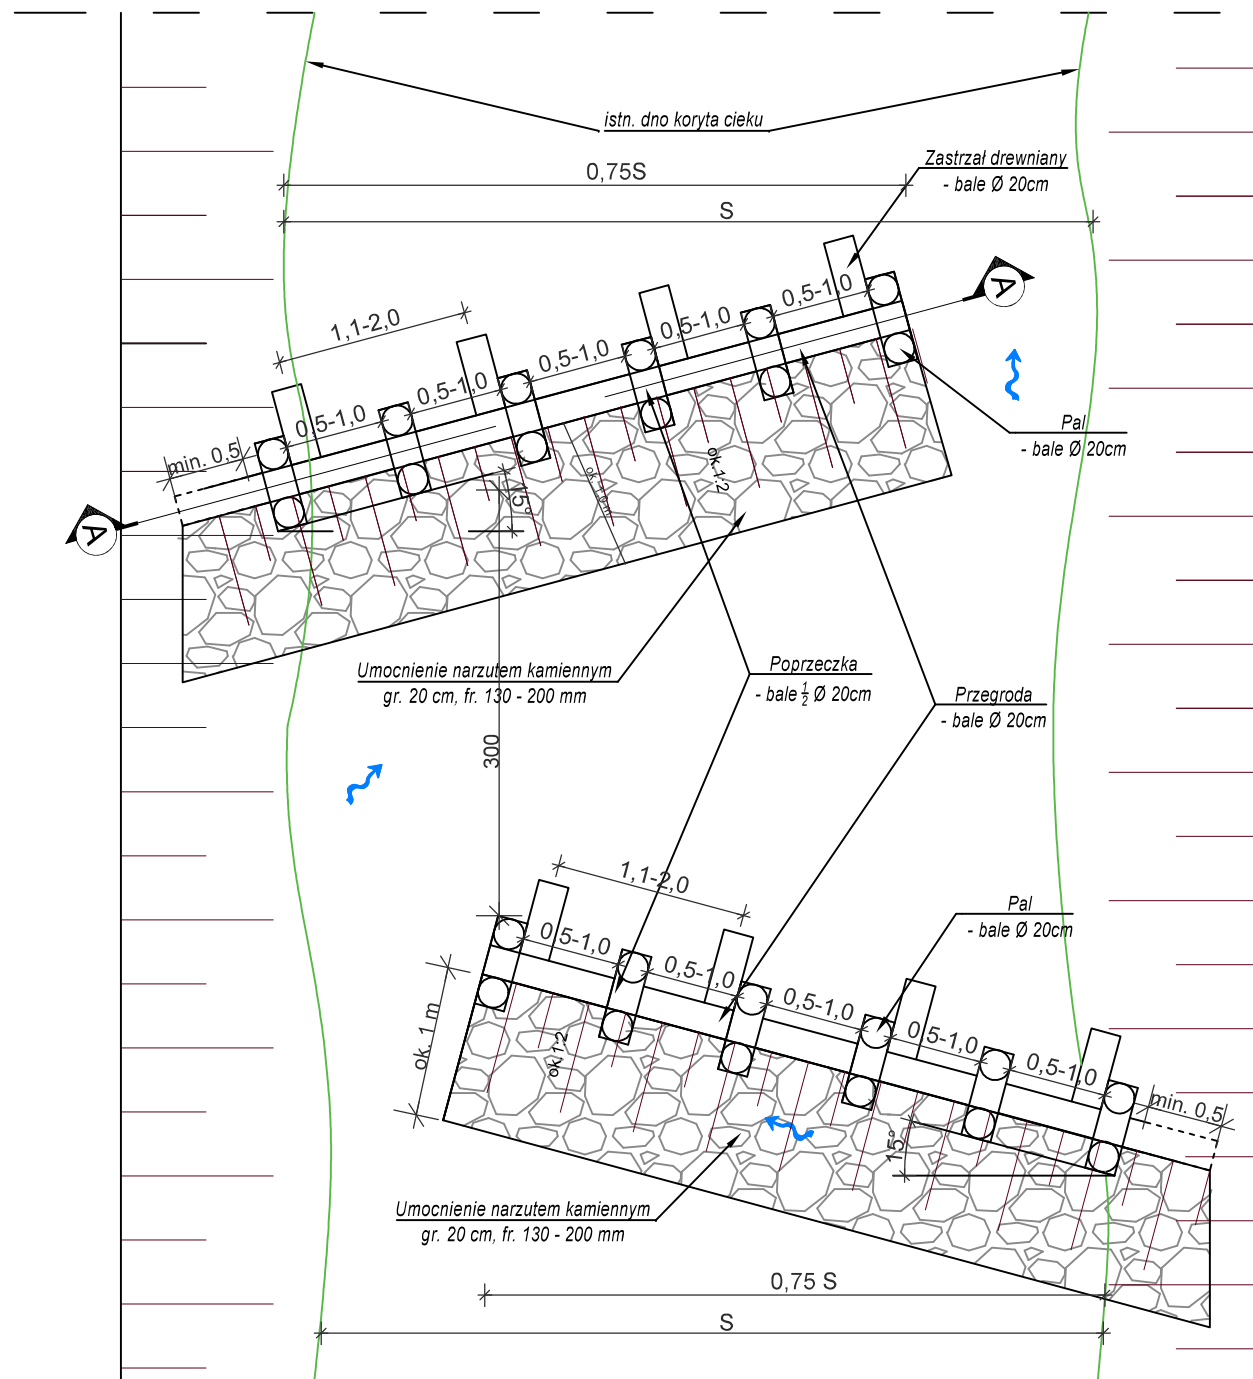 istn. dno koryta cieku
Zastrzał drewniany
- bale Ø 20cm
0,75S
S
0,5-1,0
A
1,1-2,0
0,5-1,0
0,5-1,0
0,5-1,0
0,5-1,0
min. 0,5
Pal
- bale Ø 20cm
ok.1:2
ok. 1,0 m
15°
A
Umocnienie narzutem kamiennym
gr. 20 cm, fr. 130 - 200 mm
Poprzeczka
- bale ½ Ø 20cm
Przegroda
- bale Ø 20cm
300
1,1-2,0
Pal
- bale Ø 20cm
0,5-1,0
0,5-1,0
0,5-1,0
0,5-1,0
0,5-1,0
min. 0,5
ok. 1 m
ok.1:2
15°
Umocnienie narzutem kamiennym
gr. 20 cm, fr. 130 - 200 mm
0,75 S
S